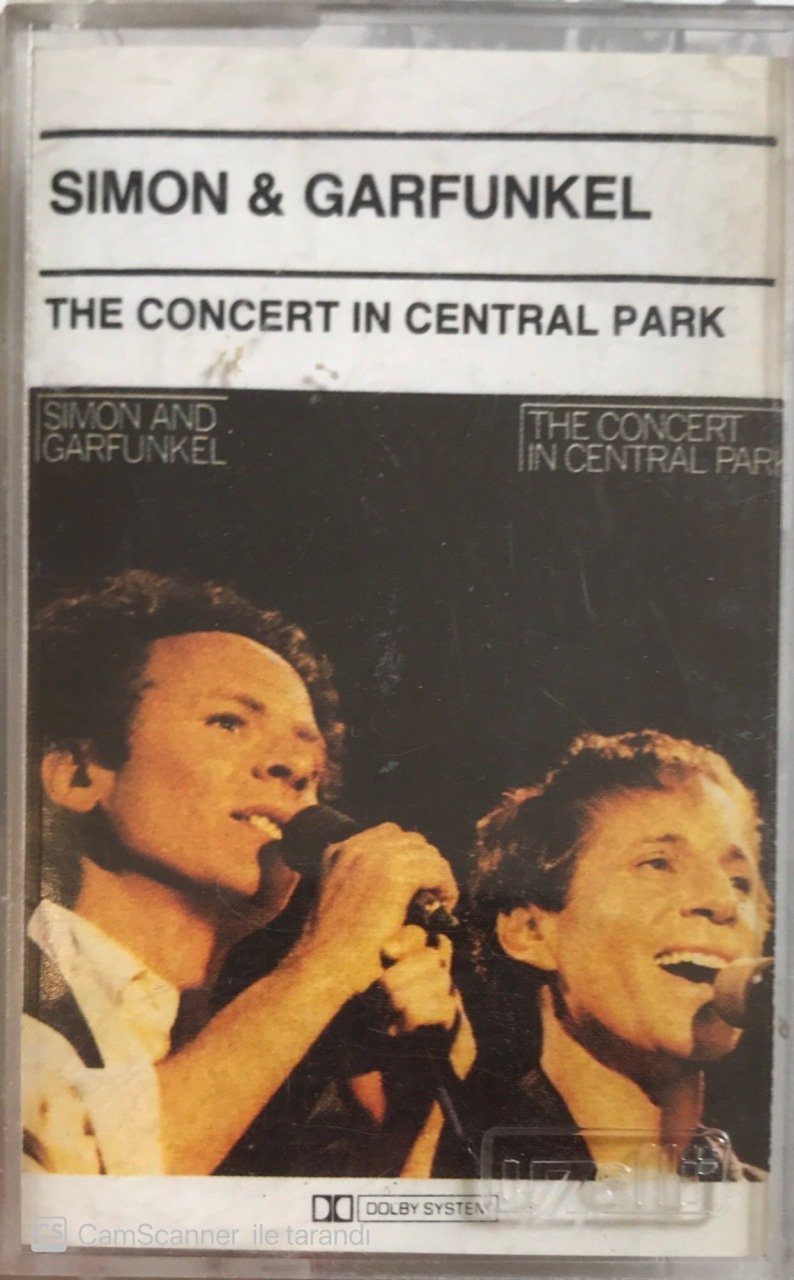 SIMON & GARFUNKEL
THE CONCERT IN CENTRAL PARK
SIMON AND
GARFUNKEL
THE CONCERT
IN CENTRAL PARK
DOLBY SYSTEM
CS CamScanner ile tarandı